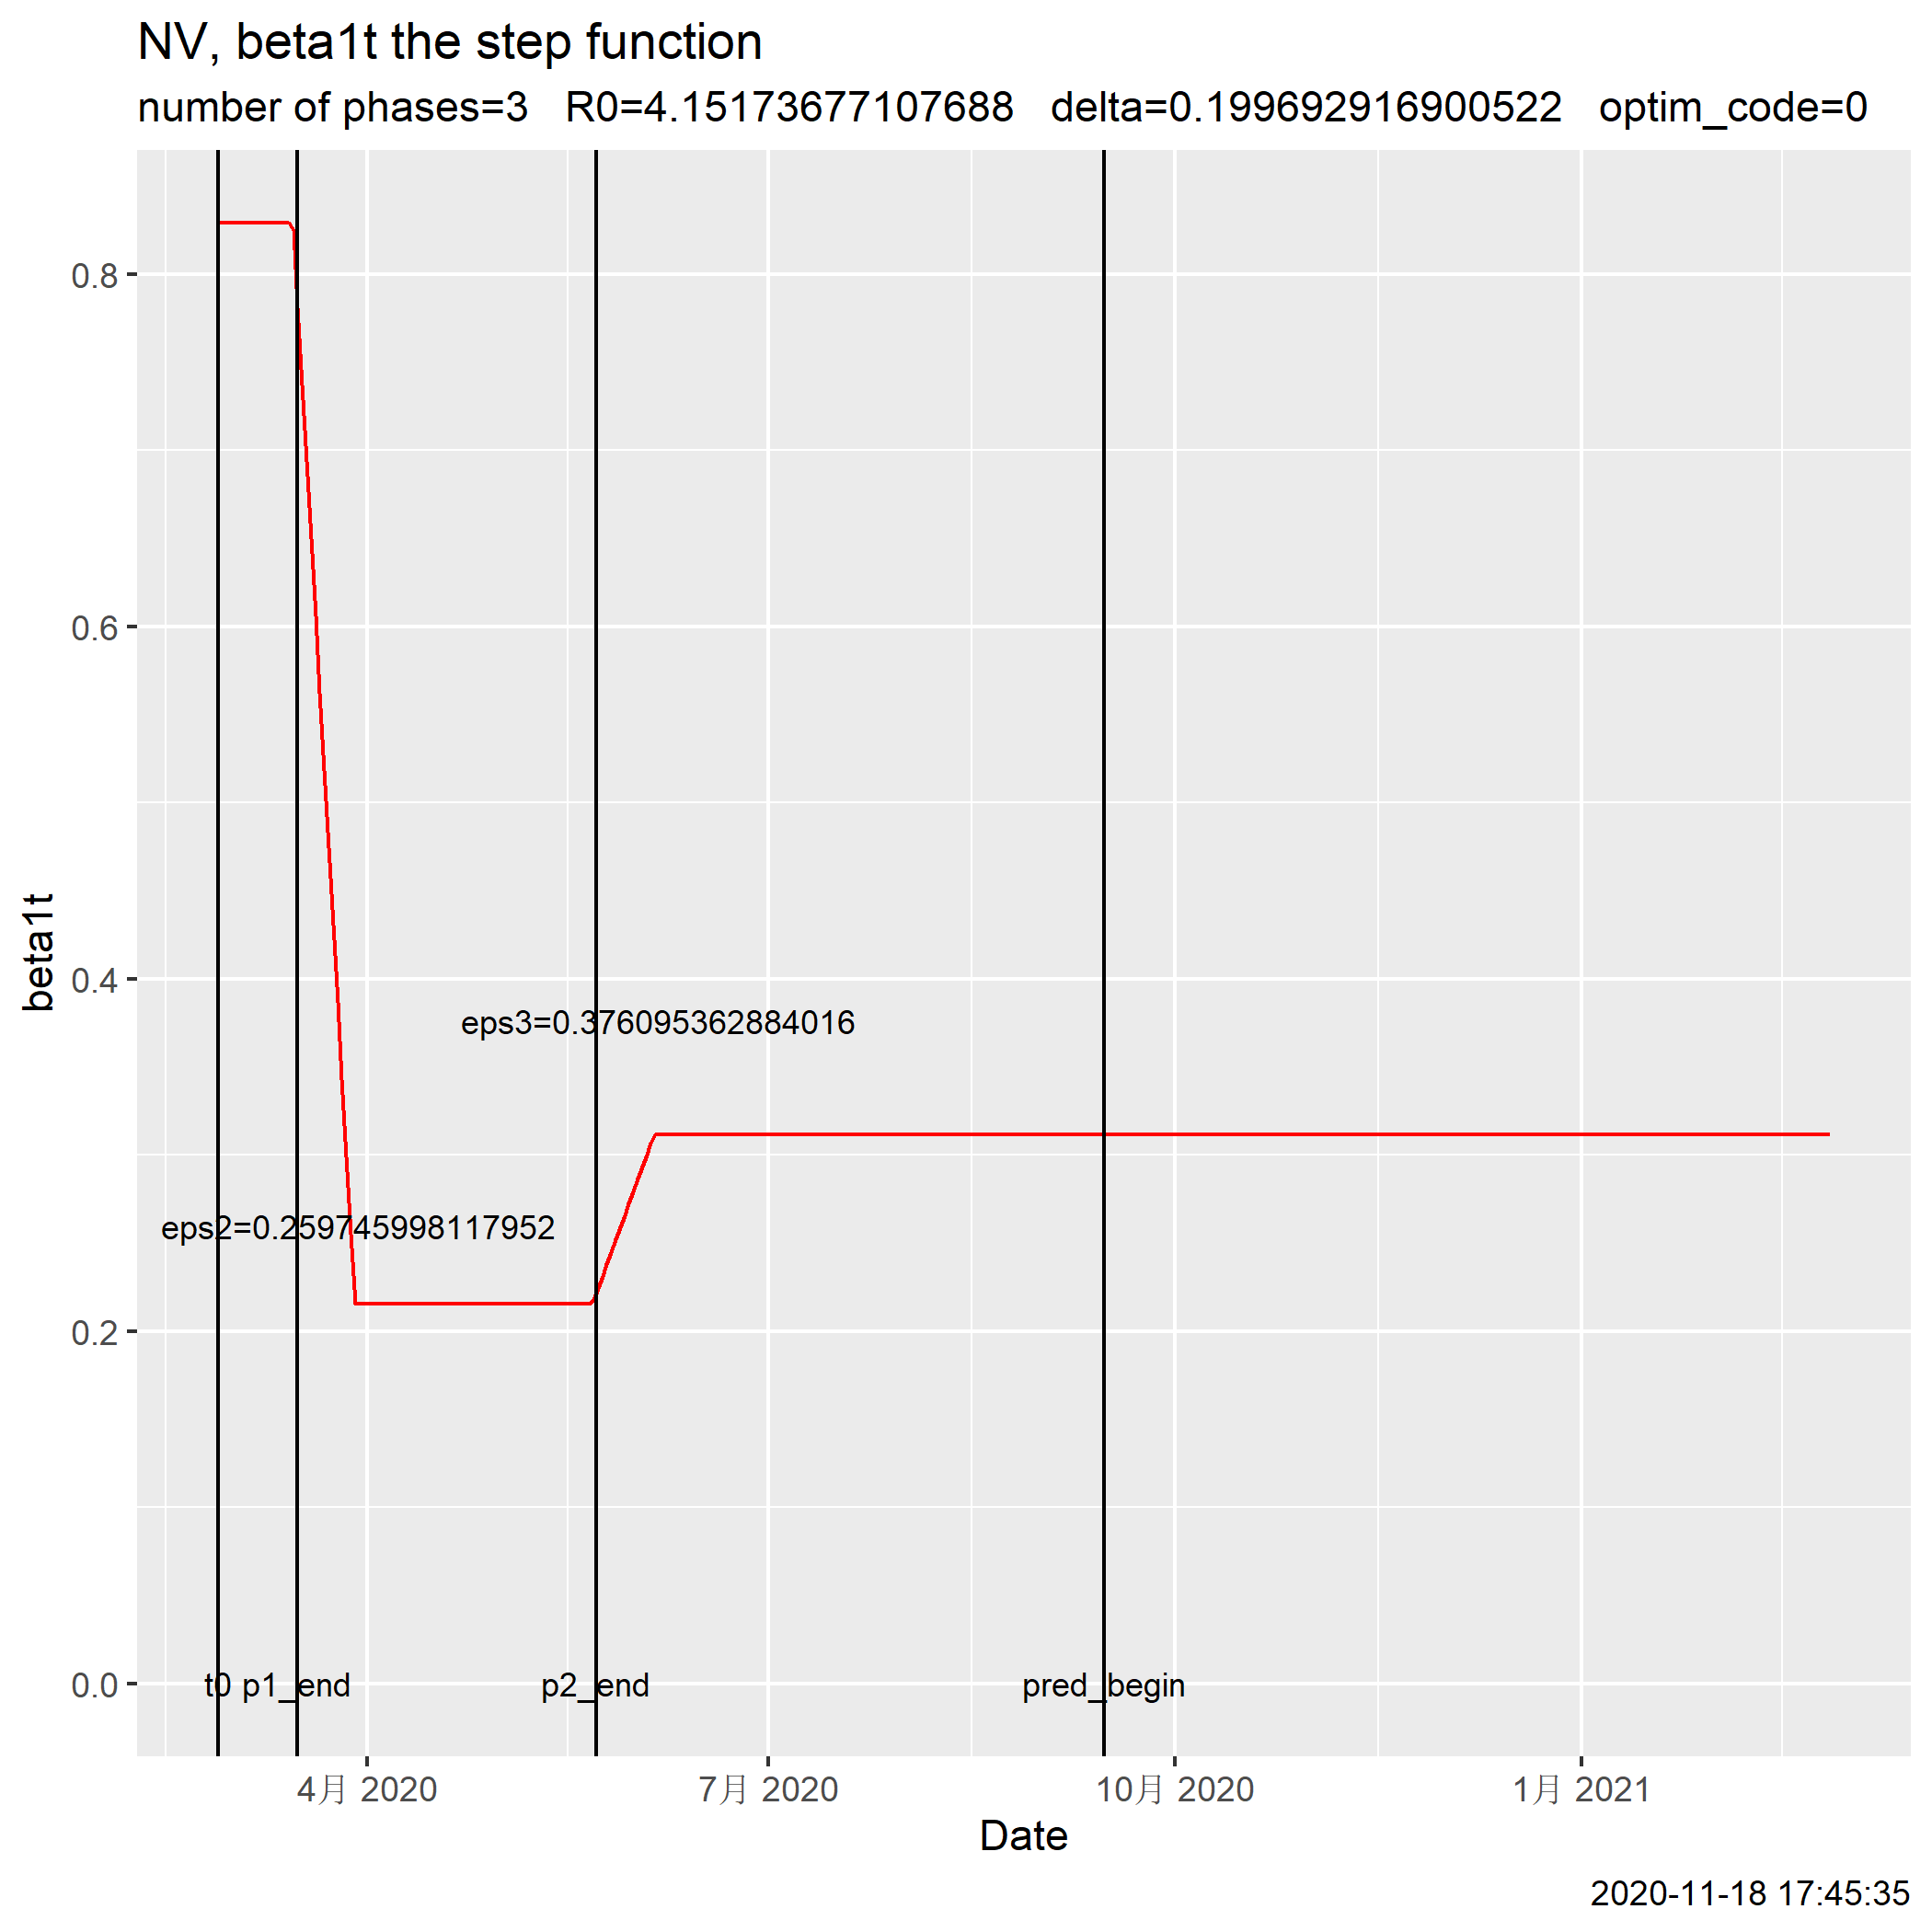 NV, beta1t the step function
number of phases=3   R0=4.15173677107688   delta=0.199692916900522   optim_code=0
0.8
0.6
0.4
0.2
0.0
beta1t
eps3=0.376095362884016
eps2=0.259745998117952
t0 p1_end p2_end pred_begin
4月 2020 7月 2020 10月 2020 1月 2021
Date
2020-11-18 17:45:35